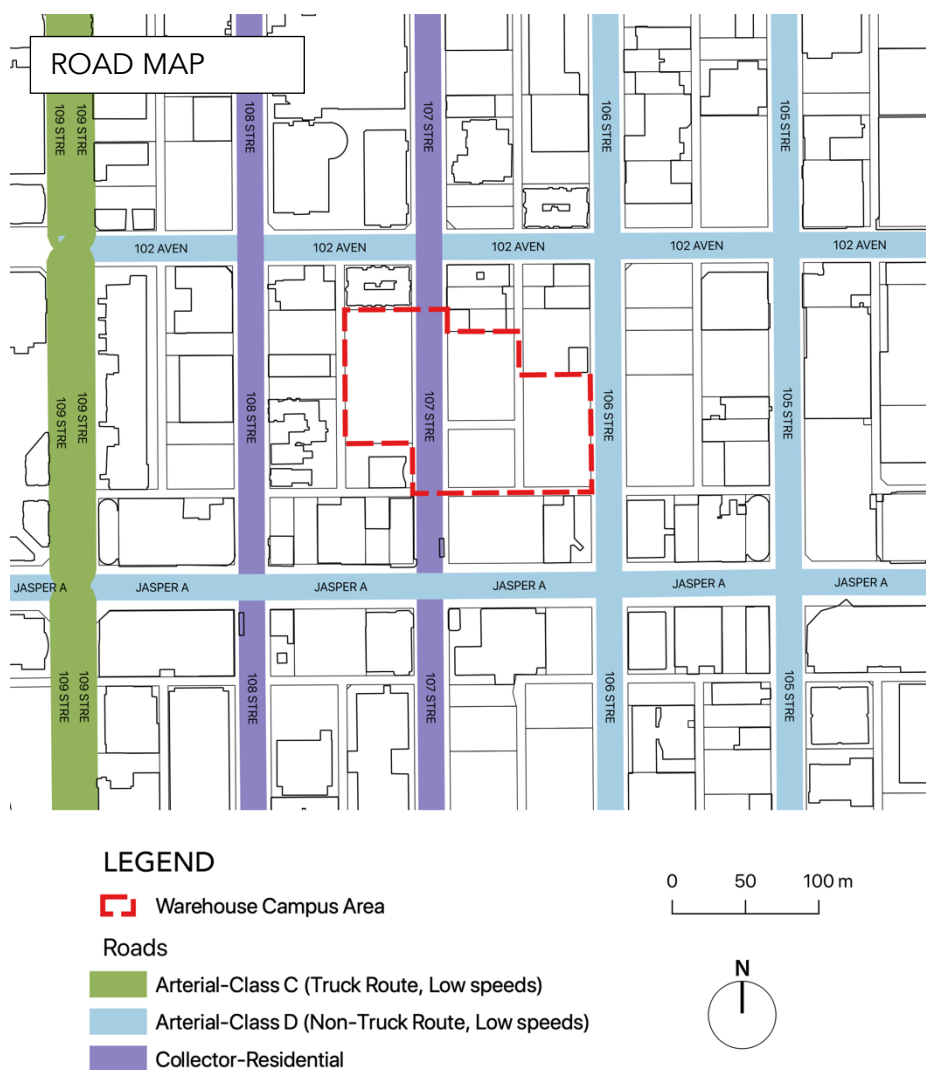 ROAD MAP
109 STRE
109 STRE
108 STRE
107 STRE
106 STRE
105 STRE
102 AVEN
102 AVEN
102 AVEN
102 AVEN
102 AVEN
109 STRE
109 STRE
108 STRE
107 STRE
106 STRE
105 STRE
JASPER A
JASPER A
JASPER A
JASPER A
JASPER A
JASPER A
109 STRE
109 STRE
108 STRE
107 STRE
106 STRE
105 STRE
LEGEND
Warehouse Campus Area
Roads
Arterial-Class C (Truck Route, Low speeds)
Arterial-Class D (Non-Truck Route, Low speeds)
Collector-Residential
0 50 100 m
N